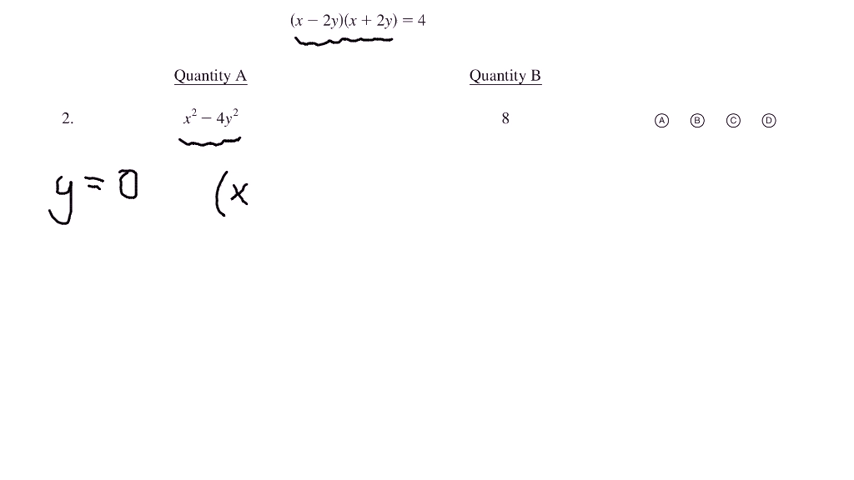 (x − 2y)(x + 2y) = 4
Quantity A Quantity B
2. x² − 4y² 8 Ⓐ Ⓑ Ⓒ Ⓓ
y = 0 (x